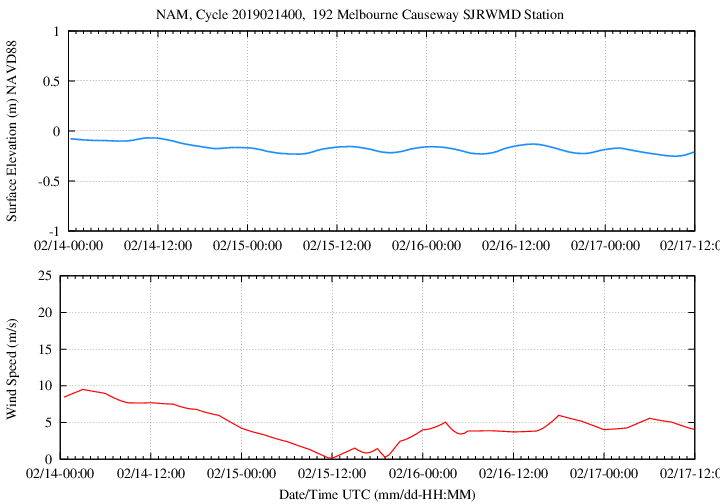 NAM, Cycle 2019021400, 192 Melbourne Causeway SJRWMD Station
Surface Elevation (m) NAVD88
1
0.5
0
-0.5
-1
02/14-00:00 02/14-12:00 02/15-00:00 02/15-12:00 02/16-00:00 02/16-12:00 02/17-00:00 02/17-12:0
Wind Speed (m/s)
25
20
15
10
5
0
02/14-00:00 02/14-12:00 02/15-00:00 02/15-12:00 02/16-00:00 02/16-12:00 02/17-00:00 02/17-12:0
Date/Time UTC (mm/dd-HH:MM)